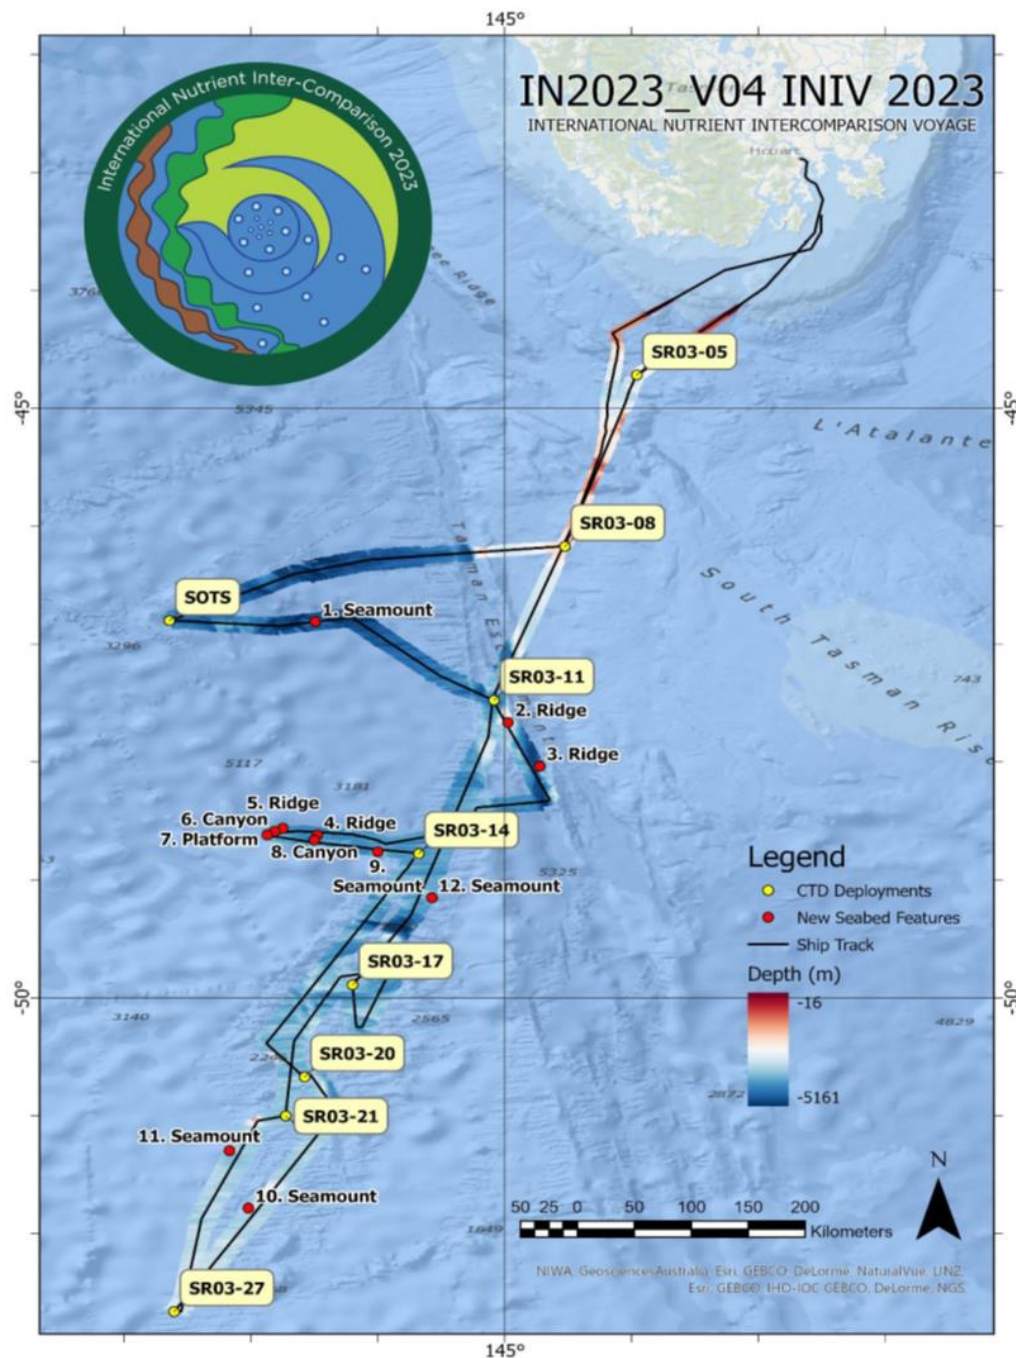 145°
IN2023_V04 INIV 2023
INTERNATIONAL NUTRIENT INTERCOMPARISON VOYAGE
International Nutrient Inter-Comparison 2023
Hobart
Ridge
SR03-05
-45°
-45°
5345
L'Atalante
SR03-08
South Tasman Rise
SOTS
1. Seamount
3296
SR03-11
743
2. Ridge
3. Ridge
5117
3181
5. Ridge
6. Canyon
4. Ridge
7. Platform
SR03-14
8. Canyon
9.
Seamount
12. Seamount
5325
Legend
CTD Deployments
New Seabed Features
Ship Track
Depth (m)
-16
-5161
SR03-17
-50°
-50°
3140
2565
4829
SR03-20
2872
SR03-21
11. Seamount
10. Seamount
N
50 25 0 50 100 150 200
Kilometers
1849
SR03-27
NIWA, GeosciencesAustralia, Esri, GEBCO, DeLorme, NaturalVue, LINZ,
Esri, GEBCO, IHO-IOC GEBCO, DeLorme, NGS
145°